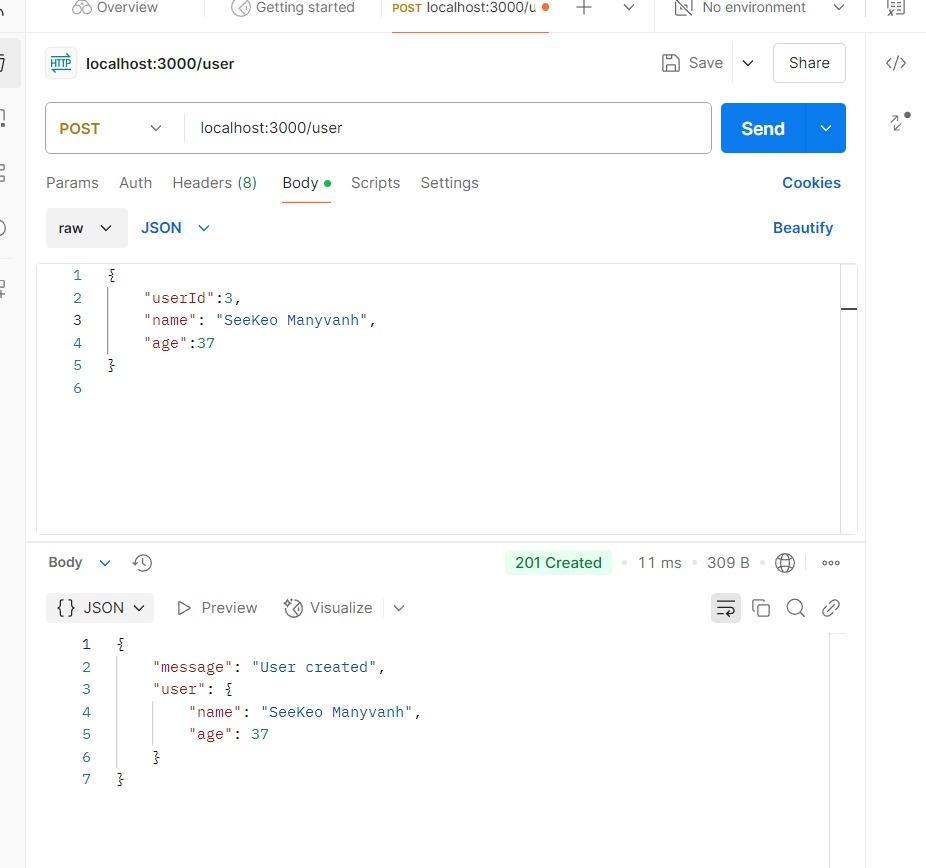 Overview Getting started POST localhost:3000/u No environment
HTTP localhost:3000/user Save Share
POST localhost:3000/user Send
Params Auth Headers (8) Body Scripts Settings Cookies
raw JSON Beautify
1 {
2 "userId":3,
3 "name": "SeeKeo Manyvanh",
4 "age":37
5 }
6
Body 201 Created • 11 ms • 309 B •
{} JSON Preview Visualize
1 {
2 "message": "User created",
3 "user": {
4 "name": "SeeKeo Manyvanh",
5 "age": 37
6 }
7 }